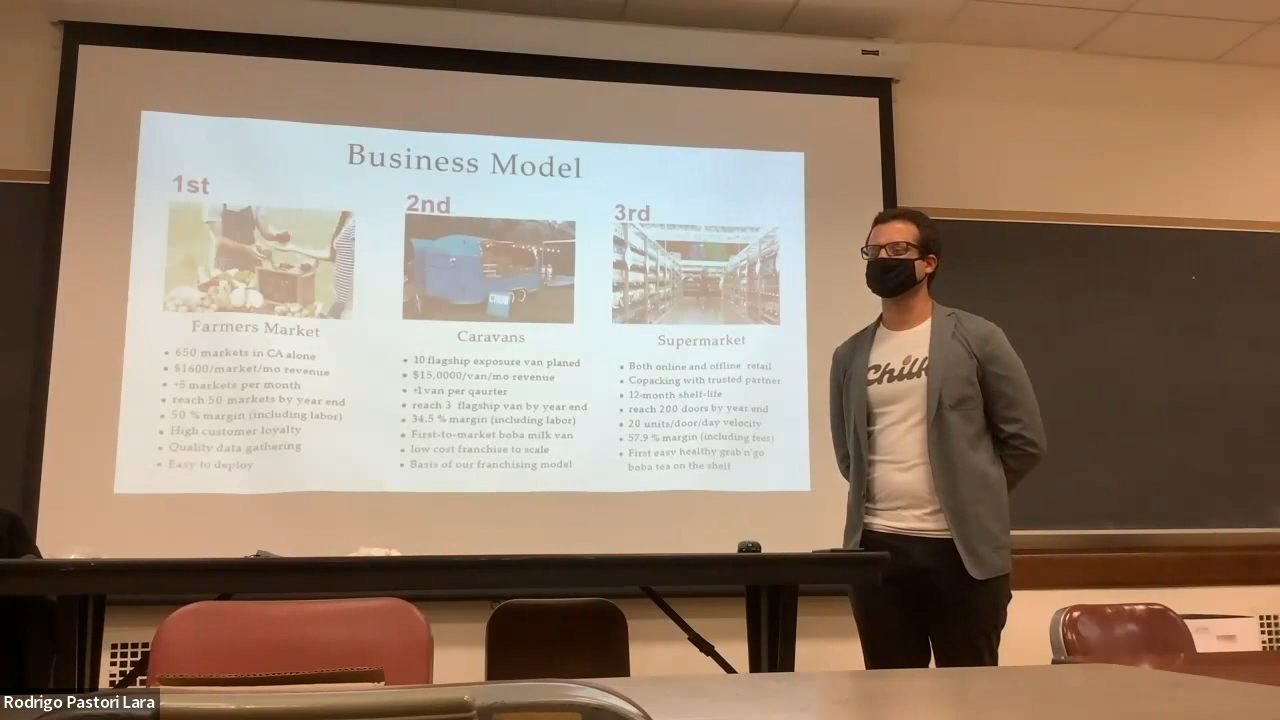 Business Model
1st
Farmers Market
• 650 markets in CA alone
• $1600/market/mo revenue
• +5 markets per month
• reach 50 markets by year end
• 50 % margin (including labor)
• High customer loyalty
• Quality data gathering
• Easy to deploy
2nd
Caravans
• 10 flagship exposure van planed
• $15,0000/van/mo revenue
• +1 van per qaurter
• reach 3 flagship van by year end
• 34.5 % margin (including labor)
• First-to-market boba milk van
• low cost franchise to scale
• Basis of our franchising model
3rd
Supermarket
• Both online and offline retail
• Copacking with trusted partner
• 12-month shelf-life
• reach 200 doors by year end
• 20 units/door/day velocity
• 57.9 % margin (including fees)
• First easy healthy grab'n'go
boba tea on the shelf
Chilk
Rodrigo Pastori Lara